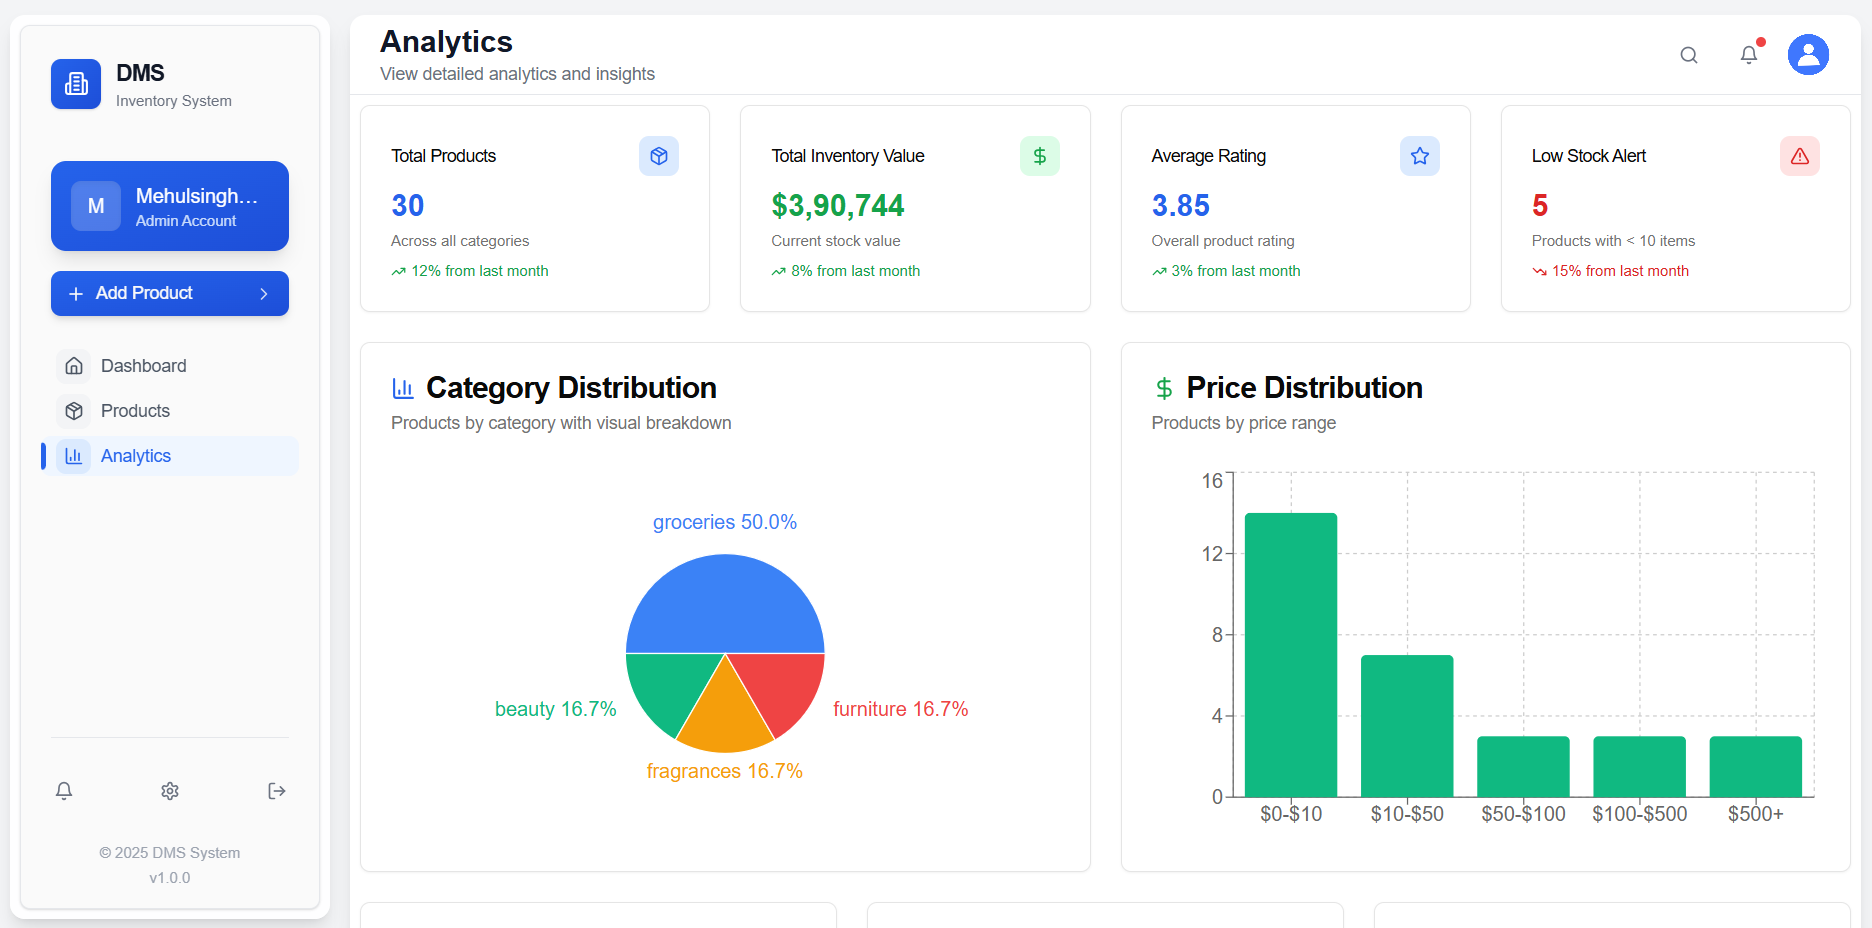 DMS
Inventory System
M
Mehulsingh...
Admin Account
Add Product
Dashboard
Products
Analytics
© 2025 DMS System
v1.0.0
Analytics
View detailed analytics and insights
Total Products
30
Across all categories
12% from last month
Total Inventory Value
$3,90,744
Current stock value
8% from last month
Average Rating
3.85
Overall product rating
3% from last month
Low Stock Alert
5
Products with < 10 items
15% from last month
Category Distribution
Products by category with visual breakdown
groceries 50.0%
beauty 16.7%
furniture 16.7%
fragrances 16.7%
Price Distribution
Products by price range
16
12
8
4
0
$0-$10
$10-$50
$50-$100
$100-$500
$500+